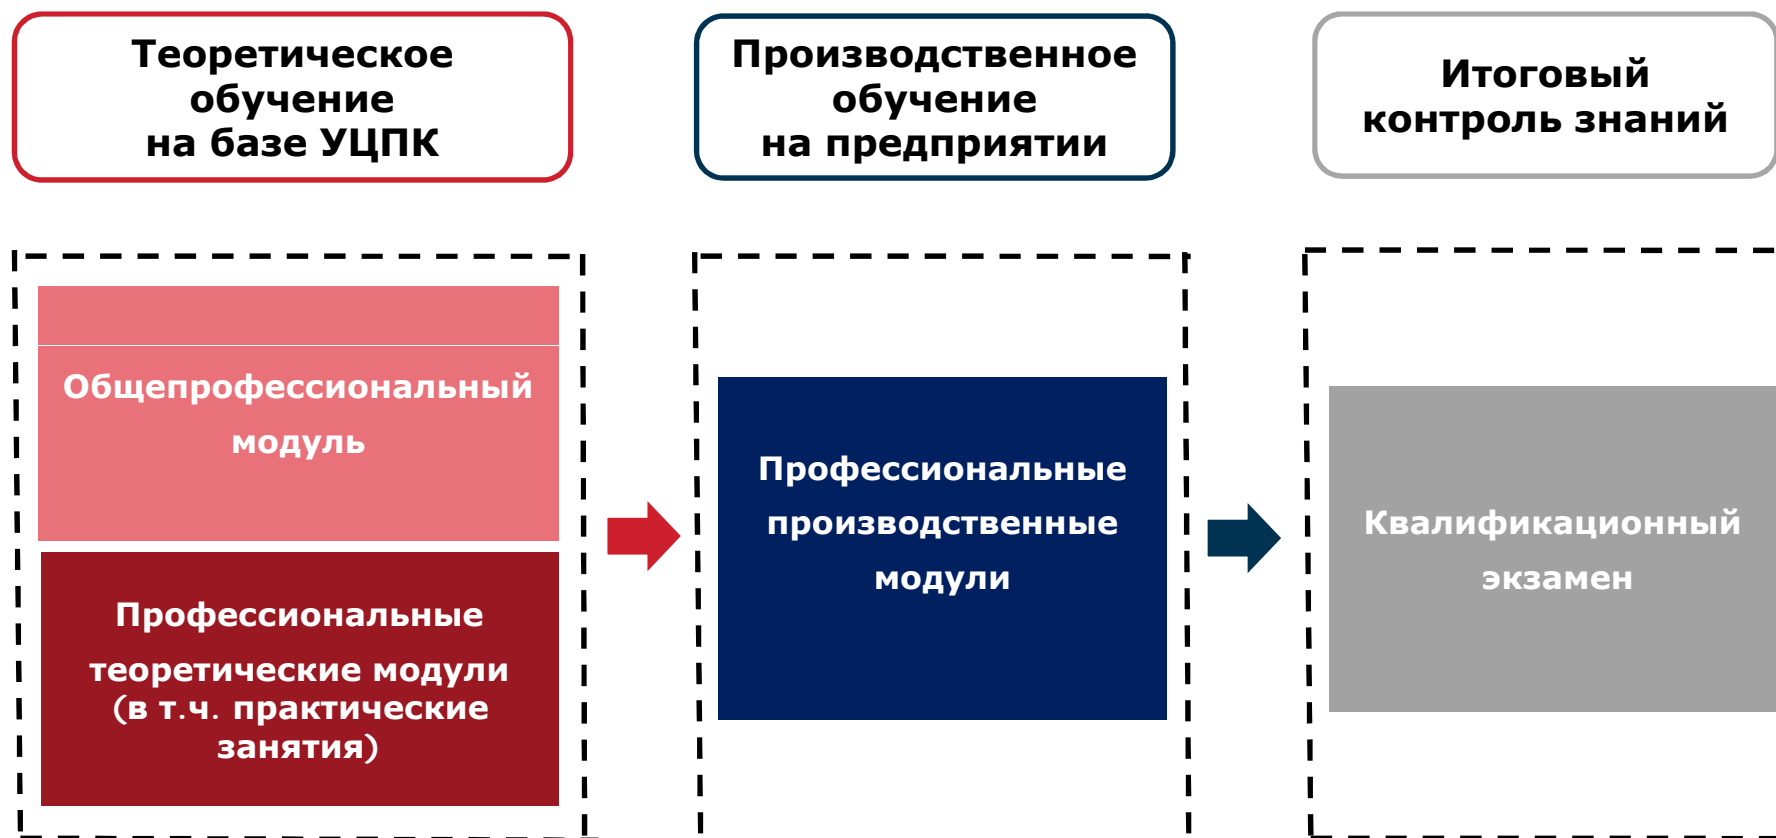 Теоретическое
обучение
на базе УЦПК
Производственное
обучение
на предприятии
Итоговый
контроль знаний
Общепрофессиональный
модуль
Профессиональные
теоретические модули
(в т.ч. практические
занятия)
Профессиональные
производственные
модули
Квалификационный
экзамен